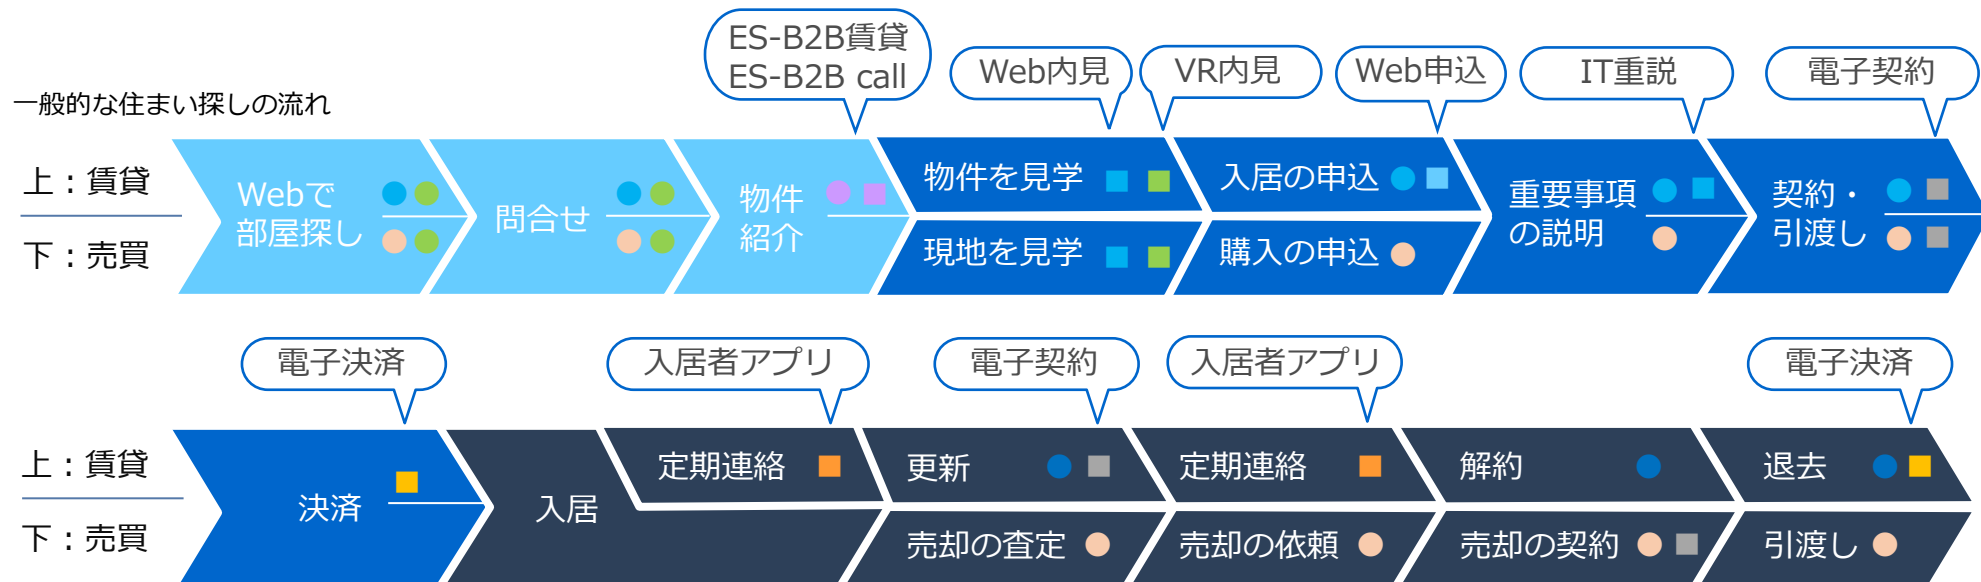 ES-B2B賃貸
ES-B2B call
Web内見
VR内見
Web申込
IT重説
電子契約
一般的な住まい探しの流れ
上：賃貸
下：売買
Webで
部屋探し
問合せ
物件
紹介
物件を見学
現地を見学
入居の申込
購入の申込
重要事項
の説明
契約・
引渡し
電子決済
入居者アプリ
電子契約
入居者アプリ
電子決済
上：賃貸
下：売買
決済
入居
定期連絡
更新
定期連絡
解約
退去
売却の査定
売却の依頼
売却の契約
引渡し